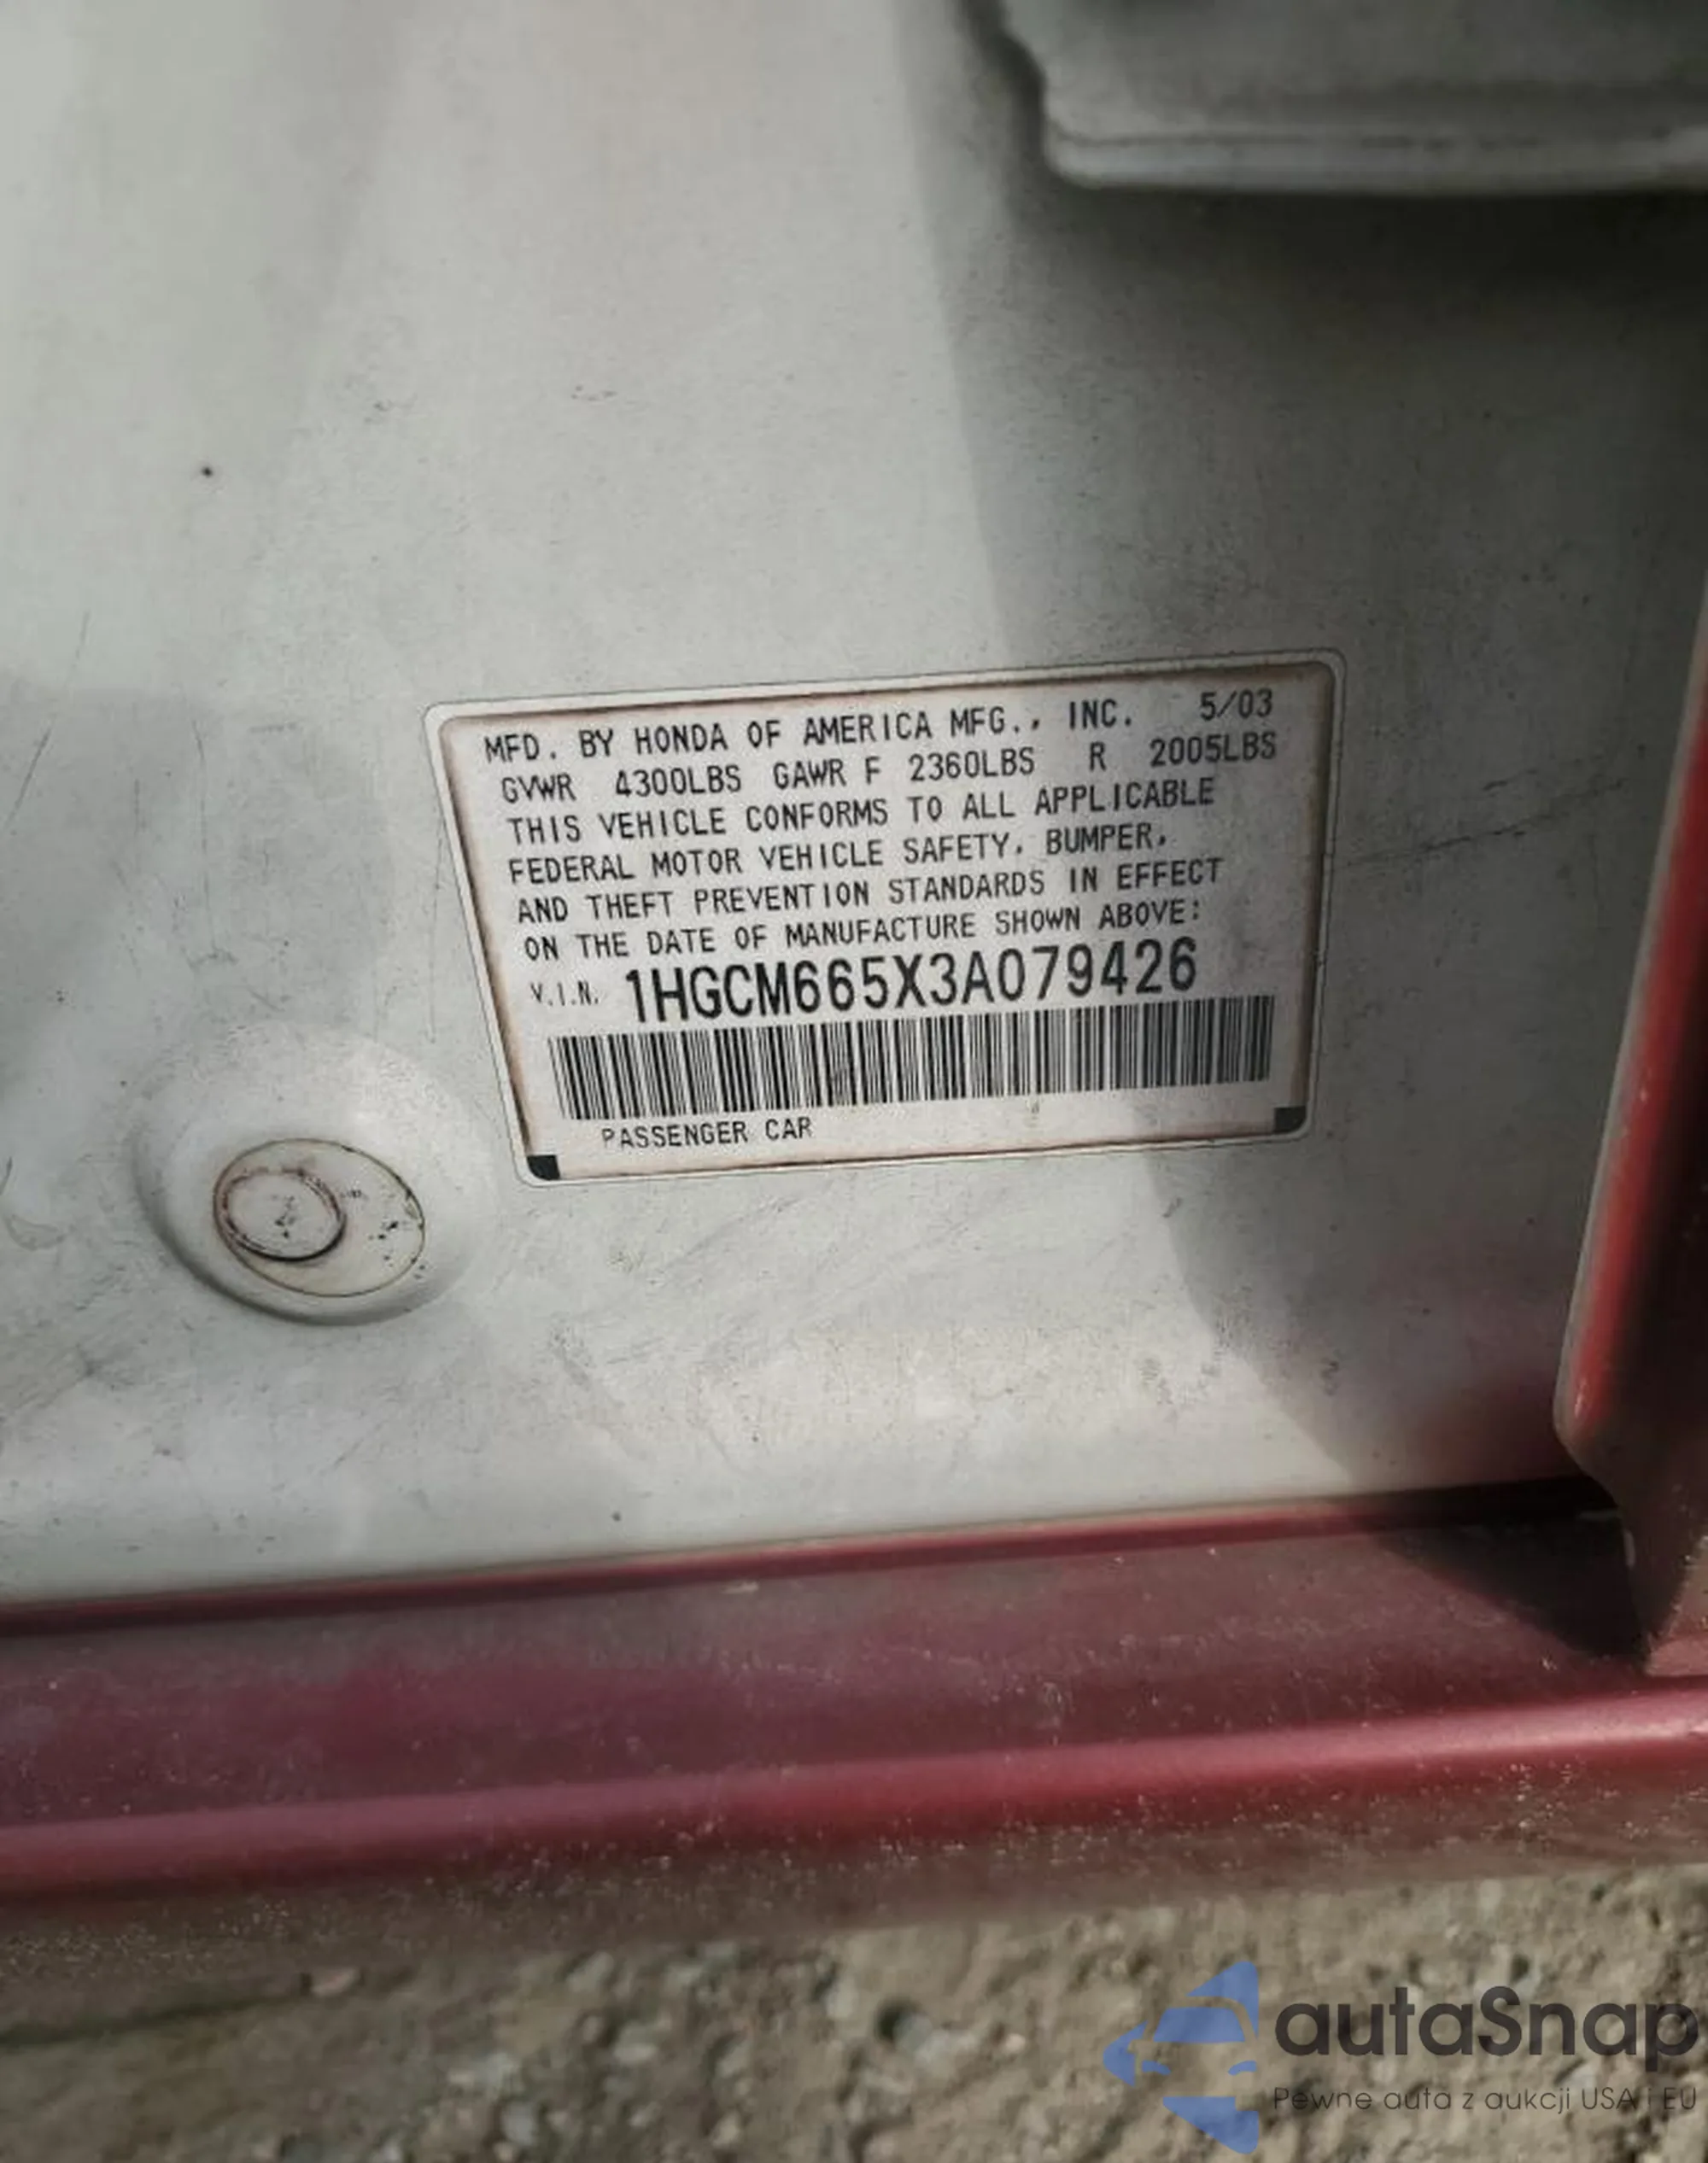 MFD. BY HONDA OF AMERICA MFG., INC. 5/03
GVWR 4300LBS GAWR F 2360LBS R 2005LBS
THIS VEHICLE CONFORMS TO ALL APPLICABLE
FEDERAL MOTOR VEHICLE SAFETY, BUMPER,
AND THEFT PREVENTION STANDARDS IN EFFECT
ON THE DATE OF MANUFACTURE SHOWN ABOVE:
V.I.N. 1HGCM665X3A079426
PASSENGER CAR
autaSnap
Pewne auta z aukcji USA i EU